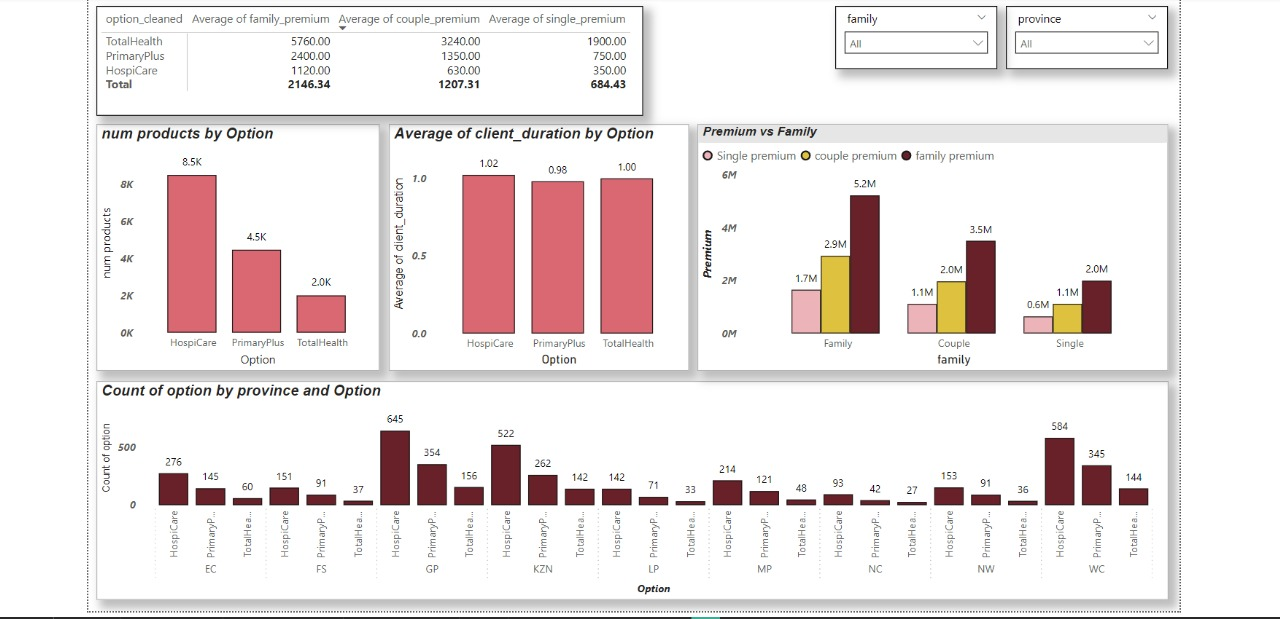 option_cleaned Average of family_premium Average of couple_premium Average of single_premium
TotalHealth 5760.00 3240.00 1900.00
PrimaryPlus 2400.00 1350.00 750.00
HospiCare 1120.00 630.00 350.00
Total 2146.34 1207.31 684.43
family
All
province
All
num products by Option
num products
8K
6K
4K
2K
0K
8.5K
4.5K
2.0K
HospiCare PrimaryPlus TotalHealth
Option
Average of client_duration by Option
Average of client_duration
1.0
0.5
0.0
1.02
0.98
1.00
HospiCare PrimaryPlus TotalHealth
Option
Premium vs Family
Single premium couple premium family premium
Premium
6M
4M
2M
0M
1.7M 2.9M 5.2M
1.1M 2.0M 3.5M
0.6M 1.1M 2.0M
Family Couple Single
family
Count of option by province and Option
Count of option
500
0
276 145 60 151 91 37 645 354 156 522 262 142 142 71 33 214 121 48 93 42 27 153 91 36 584 345 144
HospiCare PrimaryP... TotalHea... HospiCare PrimaryP... TotalHea... HospiCare PrimaryP... TotalHea... HospiCare PrimaryP... TotalHea... HospiCare PrimaryP... TotalHea... HospiCare PrimaryP... TotalHea... HospiCare PrimaryP... TotalHea... HospiCare PrimaryP... TotalHea... HospiCare PrimaryP... TotalHea...
EC FS GP KZN LP MP NC NW WC
Option